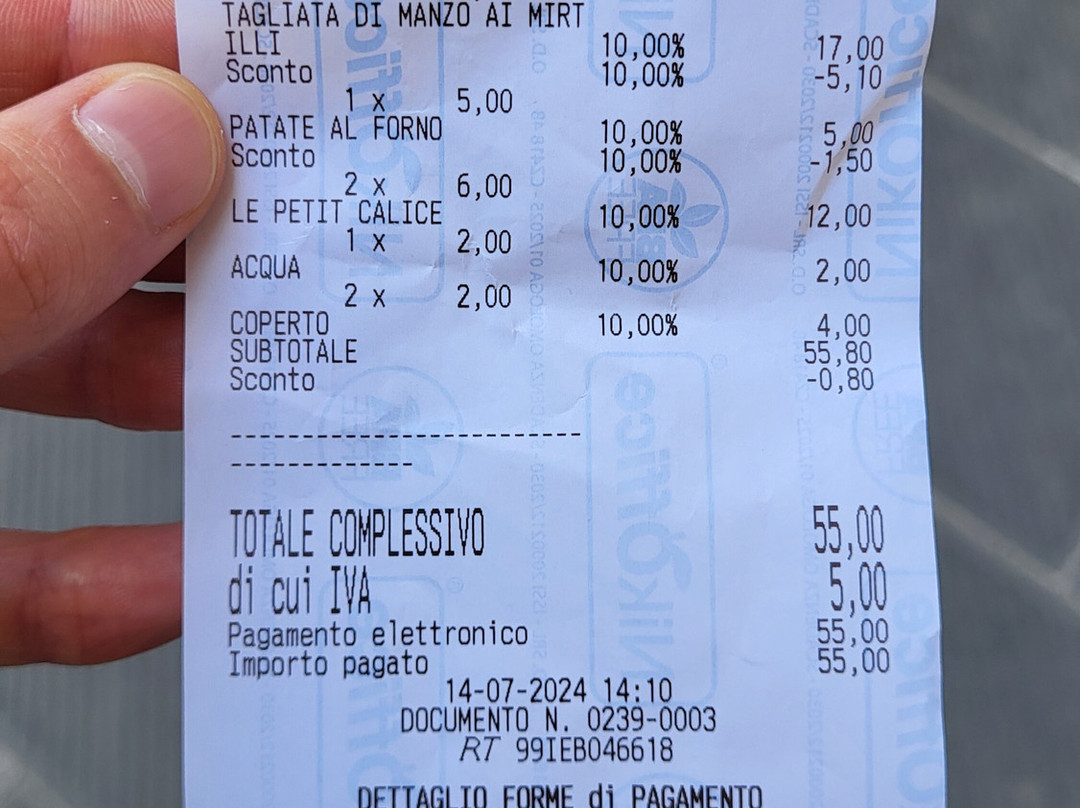 TAGLIATA DI MANZO AI MIRT
ILLI 10,00% 17,00
Sconto 10,00% -5,10
1 x 5,00
PATATE AL FORNO 10,00% 5,00
Sconto 10,00% -1,50
2 x 6,00
LE PETIT CALICE 10,00% 12,00
1 x 2,00
ACQUA 10,00% 2,00
2 x 2,00
COPERTO 10,00% 4,00
SUBTOTALE 55,80
Sconto -0,80
------------------------
-------------
TOTALE COMPLESSIVO 55,00
di cui IVA 5,00
Pagamento elettronico 55,00
Importo pagato 55,00
14-07-2024 14:10
DOCUMENTO N. 0239-0003
RT 99IEB046618
DETTAGLIO FORME di PAGAMENTO